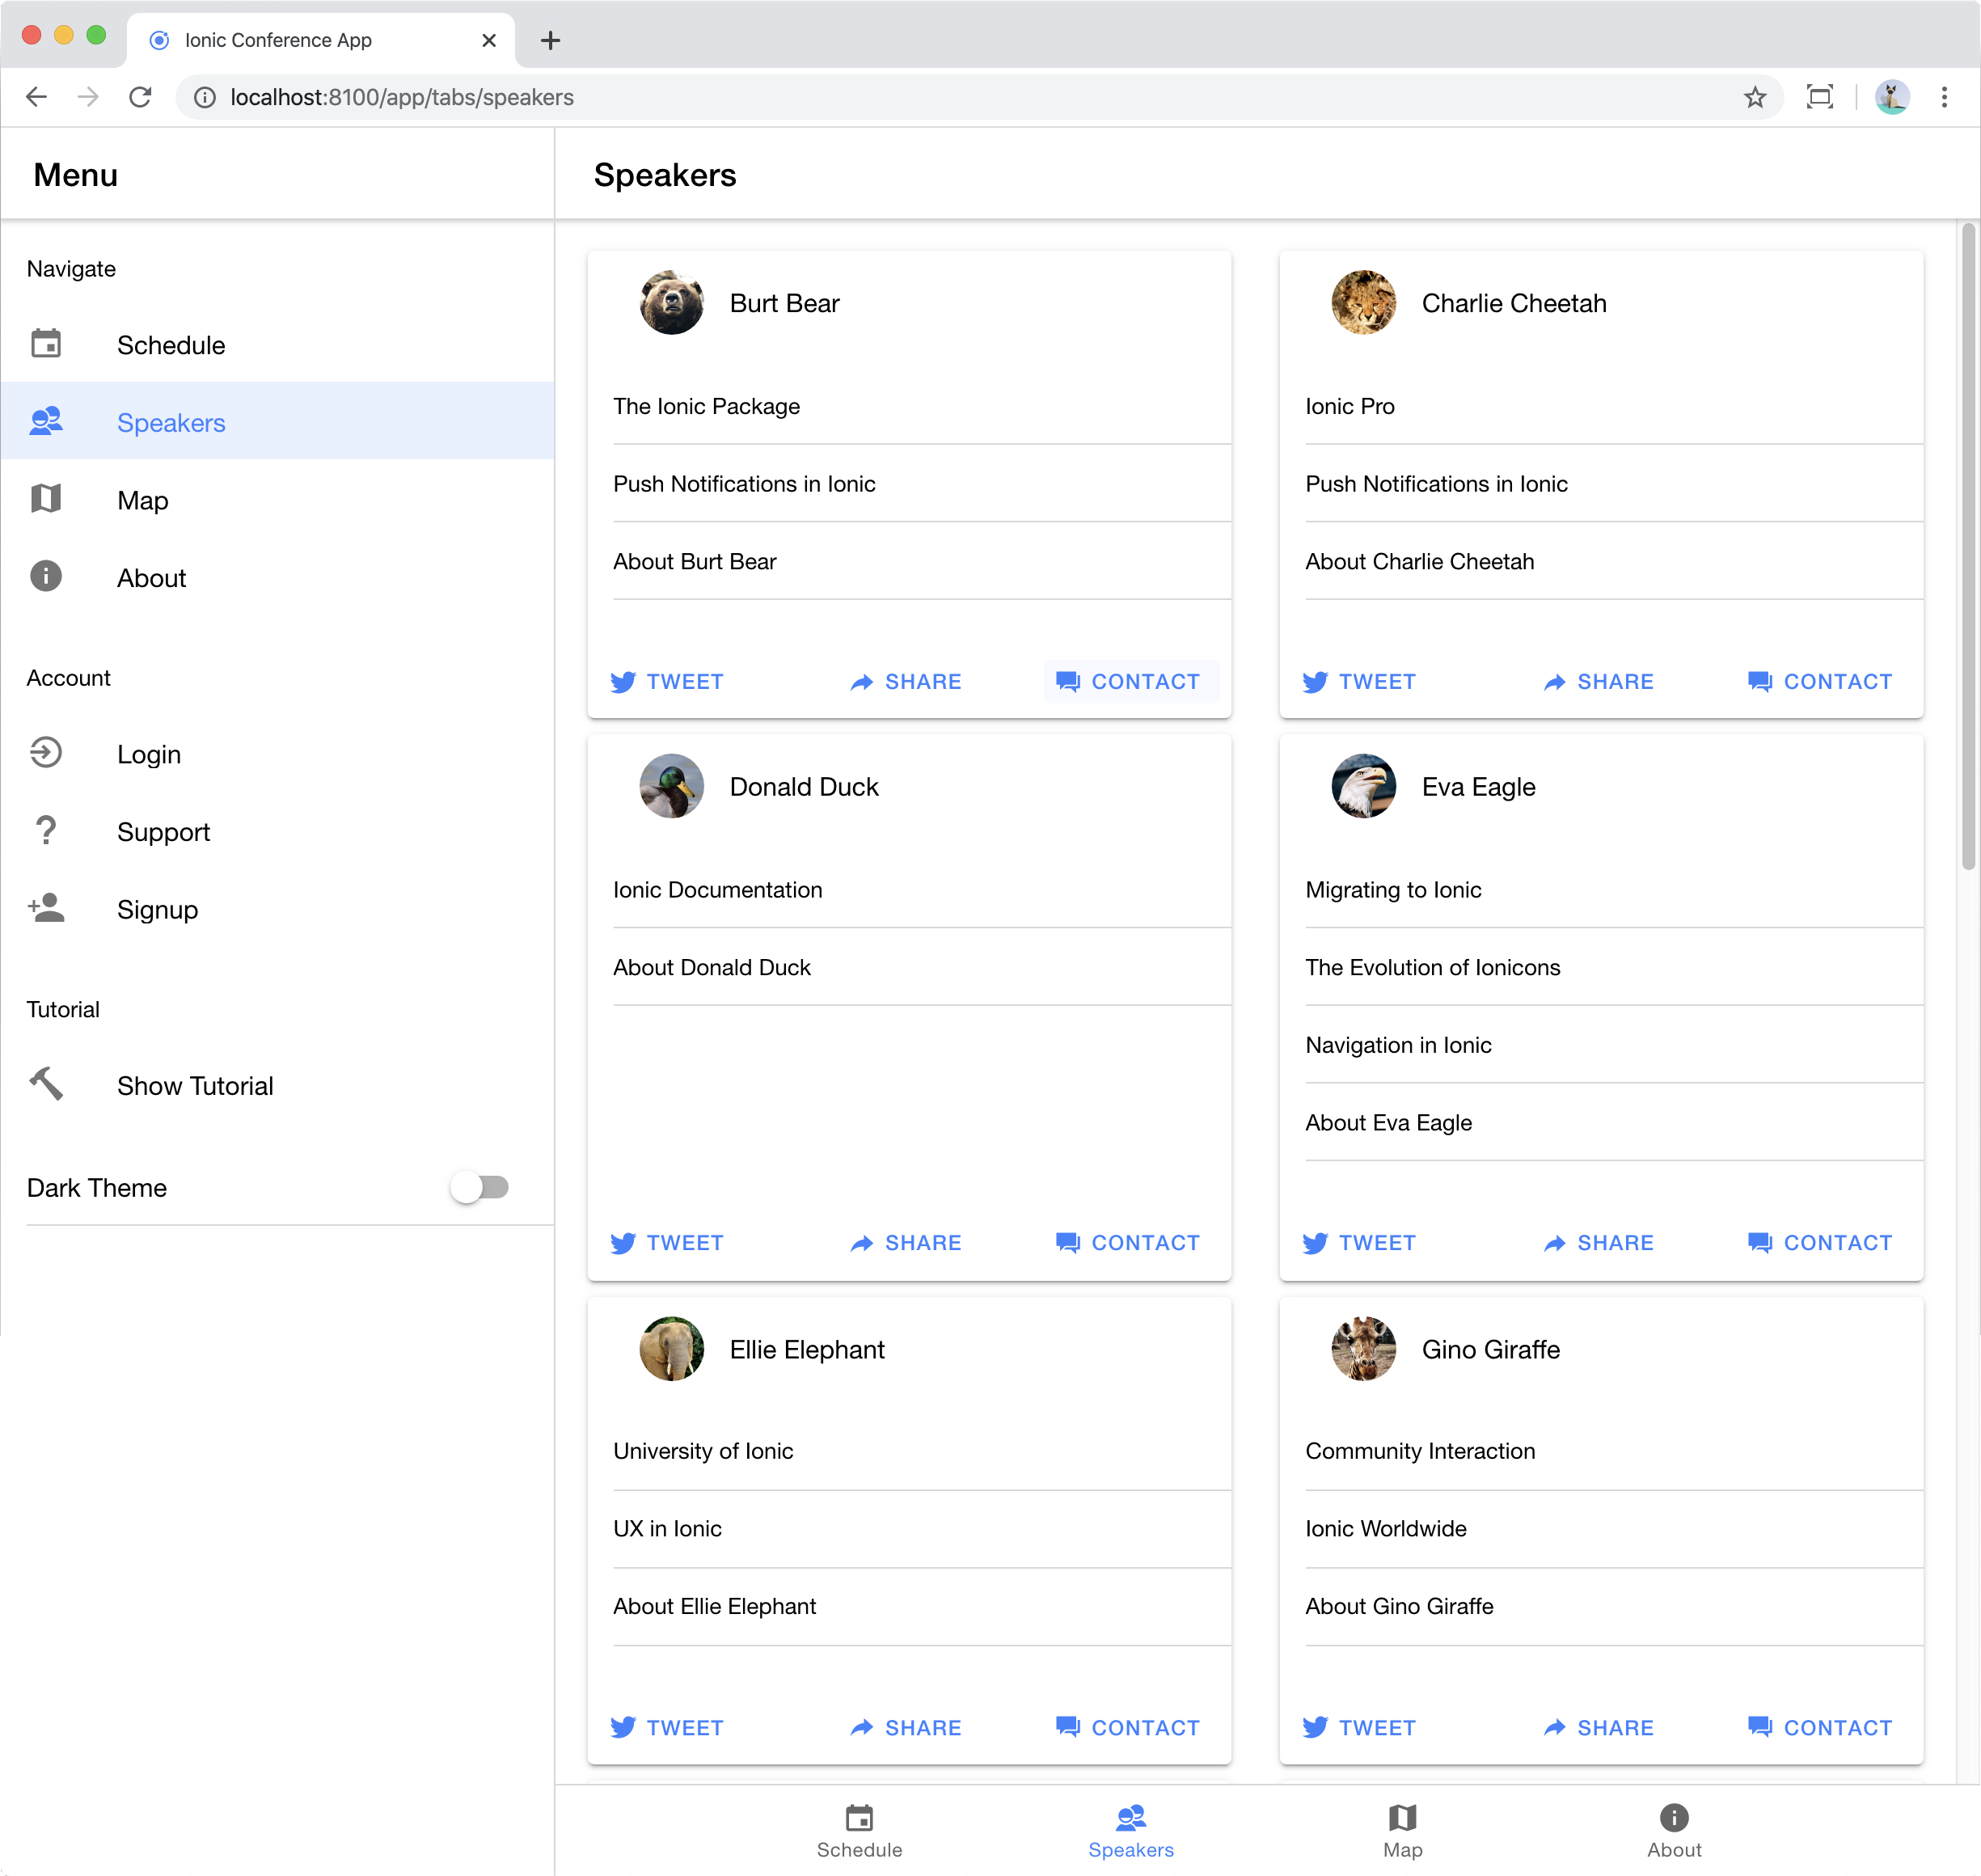 Ionic Conference App
localhost:8100/app/tabs/speakers
Menu
Navigate
Schedule
Speakers
Map
About
Account
Login
Support
Signup
Tutorial
Show Tutorial
Dark Theme
Speakers
Burt Bear
The Ionic Package
Push Notifications in Ionic
About Burt Bear
TWEET SHARE CONTACT
Charlie Cheetah
Ionic Pro
Push Notifications in Ionic
About Charlie Cheetah
TWEET SHARE CONTACT
Donald Duck
Ionic Documentation
About Donald Duck
TWEET SHARE CONTACT
Eva Eagle
Migrating to Ionic
The Evolution of Ionicons
Navigation in Ionic
About Eva Eagle
TWEET SHARE CONTACT
Ellie Elephant
University of Ionic
UX in Ionic
About Ellie Elephant
TWEET SHARE CONTACT
Gino Giraffe
Community Interaction
Ionic Worldwide
About Gino Giraffe
TWEET SHARE CONTACT
Schedule Speakers Map About